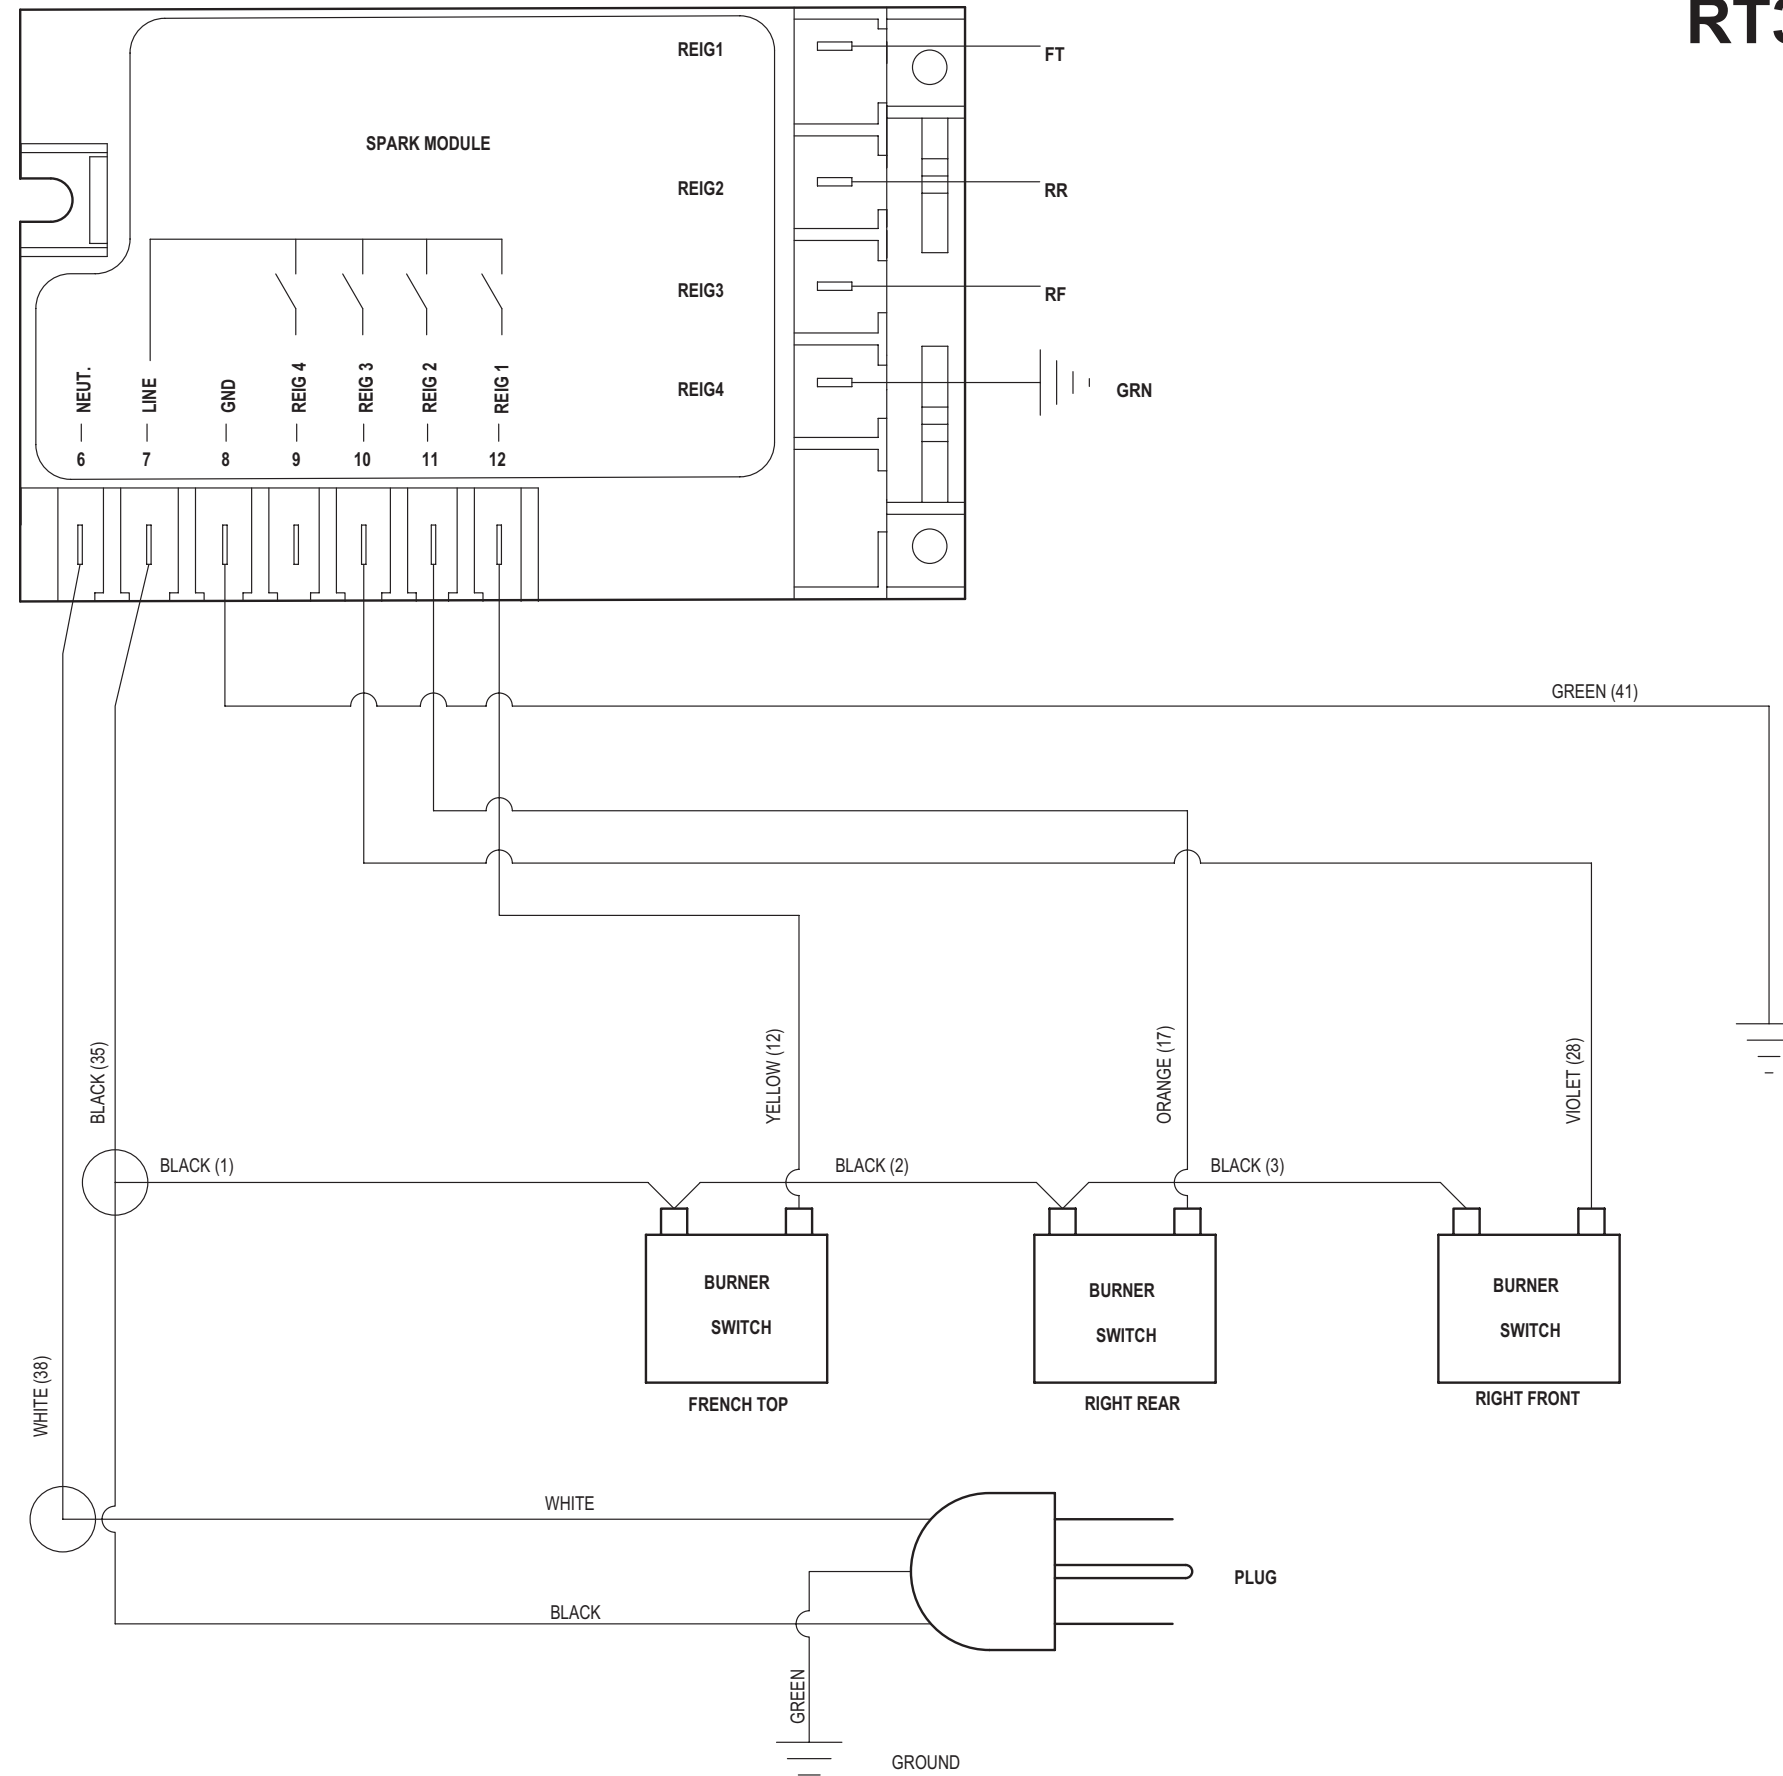 RT3
REIG1
FT
SPARK MODULE
REIG2
RR
REIG3
RF
REIG4
GRN
NEUT.
LINE
GND
REIG 4
REIG 3
REIG 2
REIG 1
6
7
8
9
10
11
12
GREEN (41)
BLACK (35)
YELLOW (12)
ORANGE (17)
VIOLET (28)
BLACK (1)
BLACK (2)
BLACK (3)
BURNER
SWITCH
FRENCH TOP
BURNER
SWITCH
RIGHT REAR
BURNER
SWITCH
RIGHT FRONT
WHITE (38)
WHITE
PLUG
BLACK
GREEN
GROUND